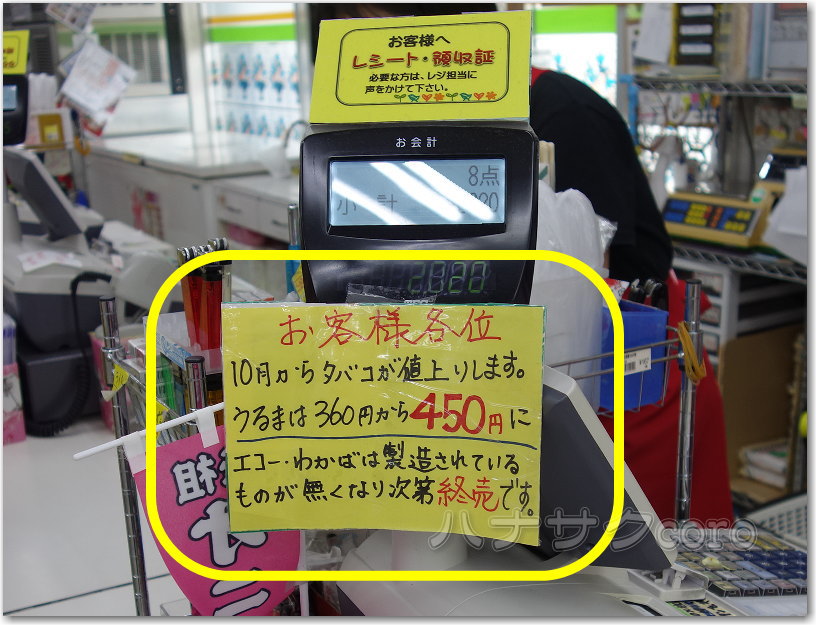 お客様へ
レシート・領収証
必要な方は、レジ担当に
声をかけて下さい。
お会計
8点
小 計
2020
お客様各位
10月からタバコが値上りします。
うるまは360円から450円に
エコー・わかばは製造されている
ものが無くなり次第終売です。
ハナサクcoro